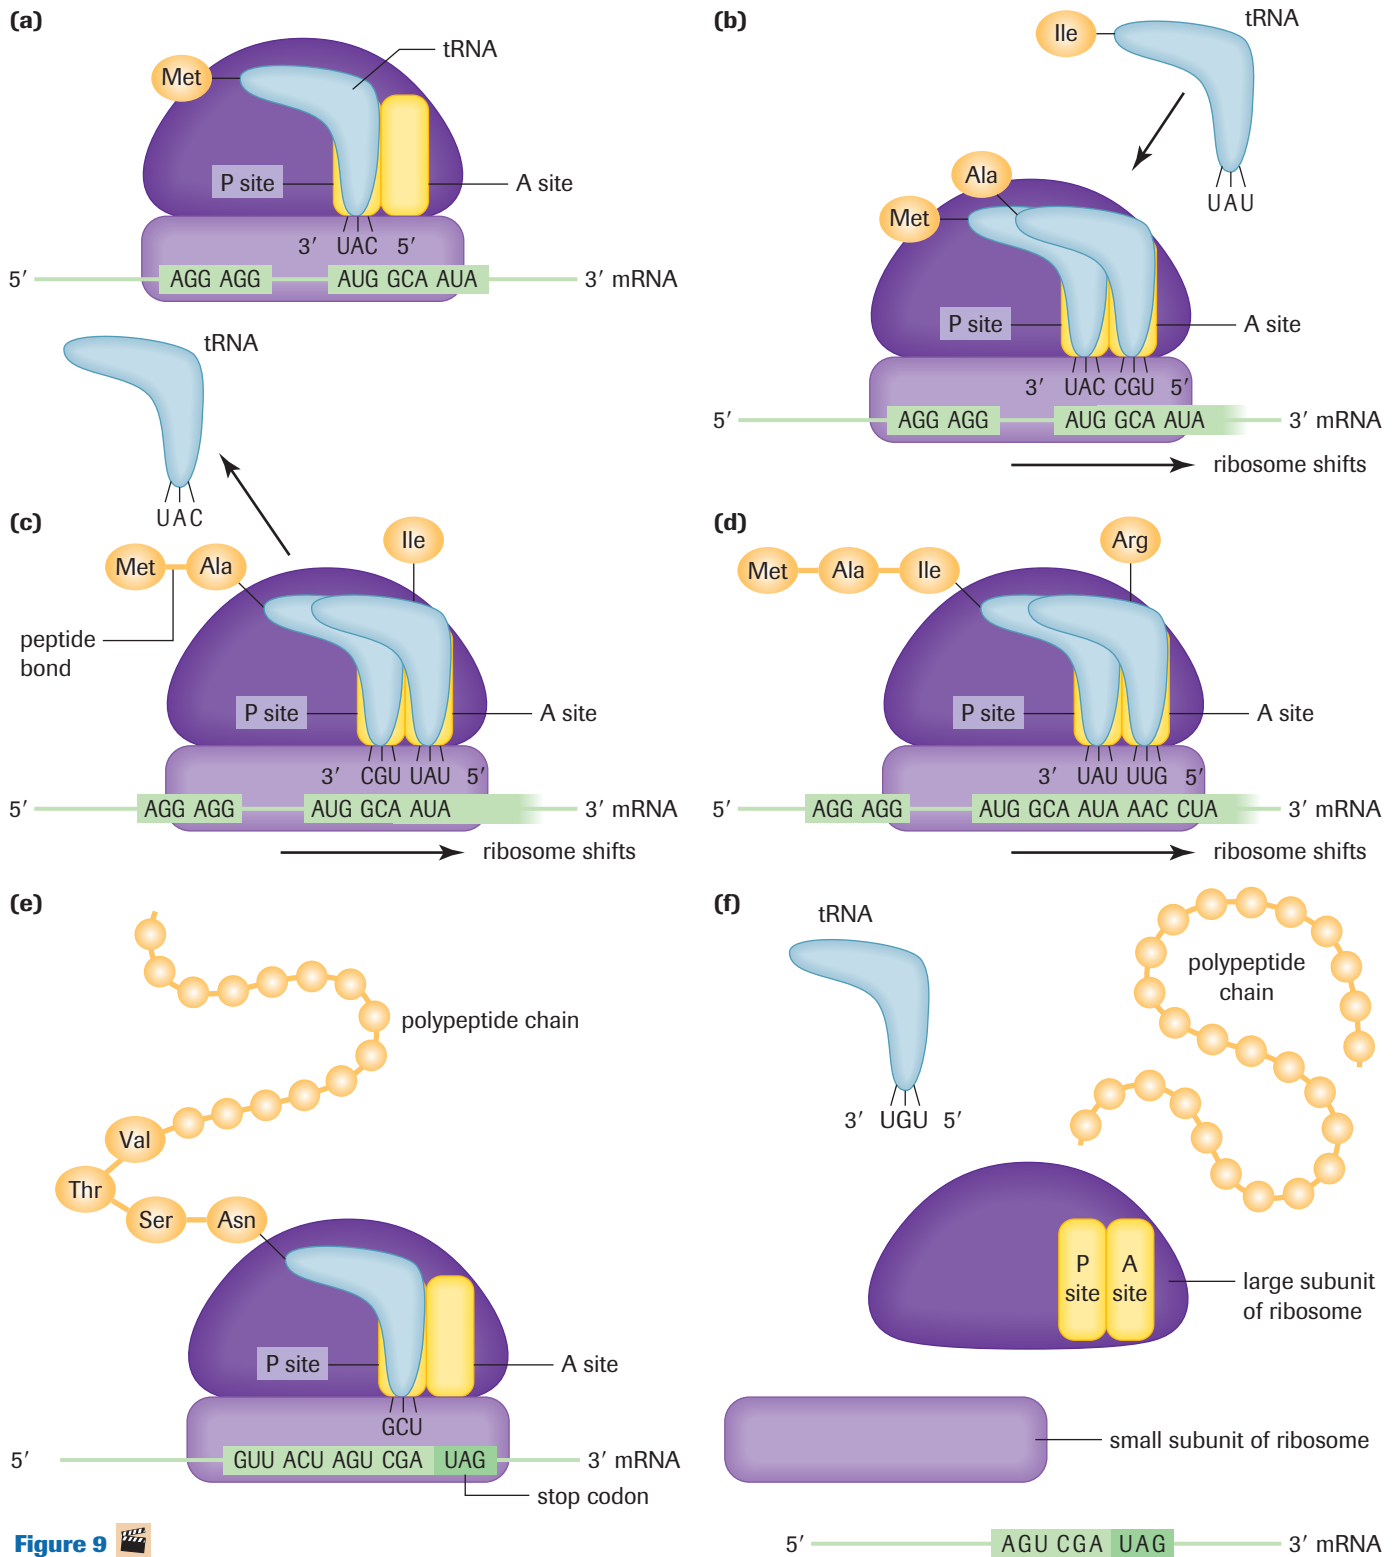 (a)
tRNA
Met
P site
A site
3′ UAC 5′
5′ AGG AGG AUG GCA AUA 3′ mRNA
(b)
Ile
tRNA
UAU
Ala
Met
P site
A site
3′ UAC CGU 5′
5′ AGG AGG AUG GCA AUA 3′ mRNA
ribosome shifts
(c)
tRNA
UAC
Ile
Met Ala
peptide
bond
P site
A site
3′ CGU UAU 5′
5′ AGG AGG AUG GCA AUA 3′ mRNA
ribosome shifts
(d)
Arg
Met Ala Ile
P site
A site
3′ UAU UUG 5′
5′ AGG AGG AUG GCA AUA AAC CUA 3′ mRNA
ribosome shifts
(e)
polypeptide chain
Val
Thr
Ser Asn
P site
A site
GCU
5′ GUU ACU AGU CGA UAG 3′ mRNA
stop codon
(f)
tRNA
3′ UGU 5′
polypeptide
chain
P
site
A
site
large subunit
of ribosome
small subunit of ribosome
5′ AGU CGA UAG 3′ mRNA
Figure 9